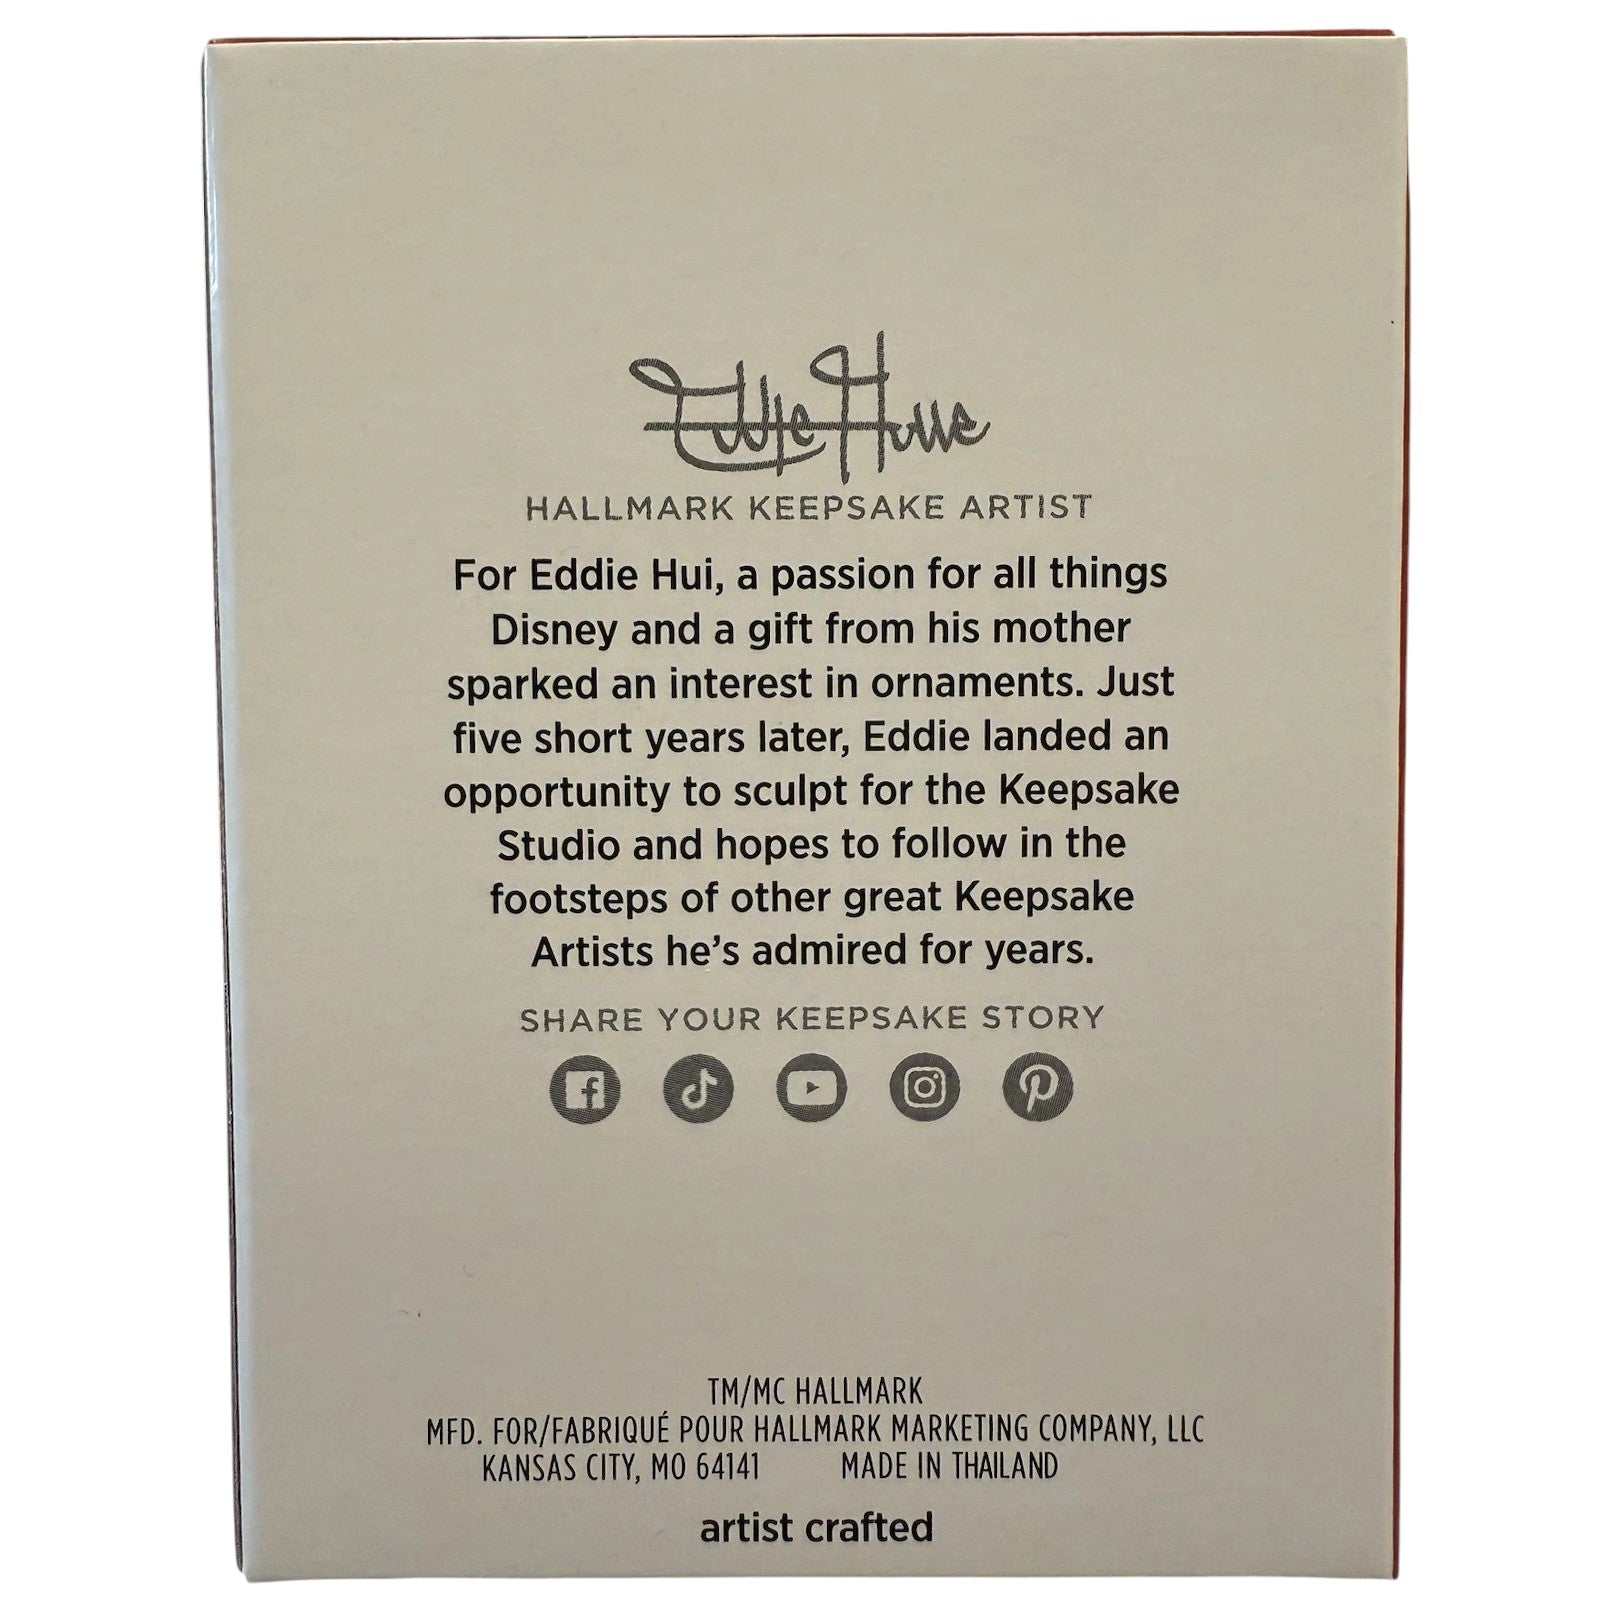 Eddie Hui
HALLMARK KEEPSAKE ARTIST
For Eddie Hui, a passion for all things
Disney and a gift from his mother
sparked an interest in ornaments. Just
five short years later, Eddie landed an
opportunity to sculpt for the Keepsake
Studio and hopes to follow in the
footsteps of other great Keepsake
Artists he's admired for years.
SHARE YOUR KEEPSAKE STORY
TM/MC HALLMARK
MFD. FOR/FABRIQUÉ POUR HALLMARK MARKETING COMPANY, LLC
KANSAS CITY, MO 64141 MADE IN THAILAND
artist crafted